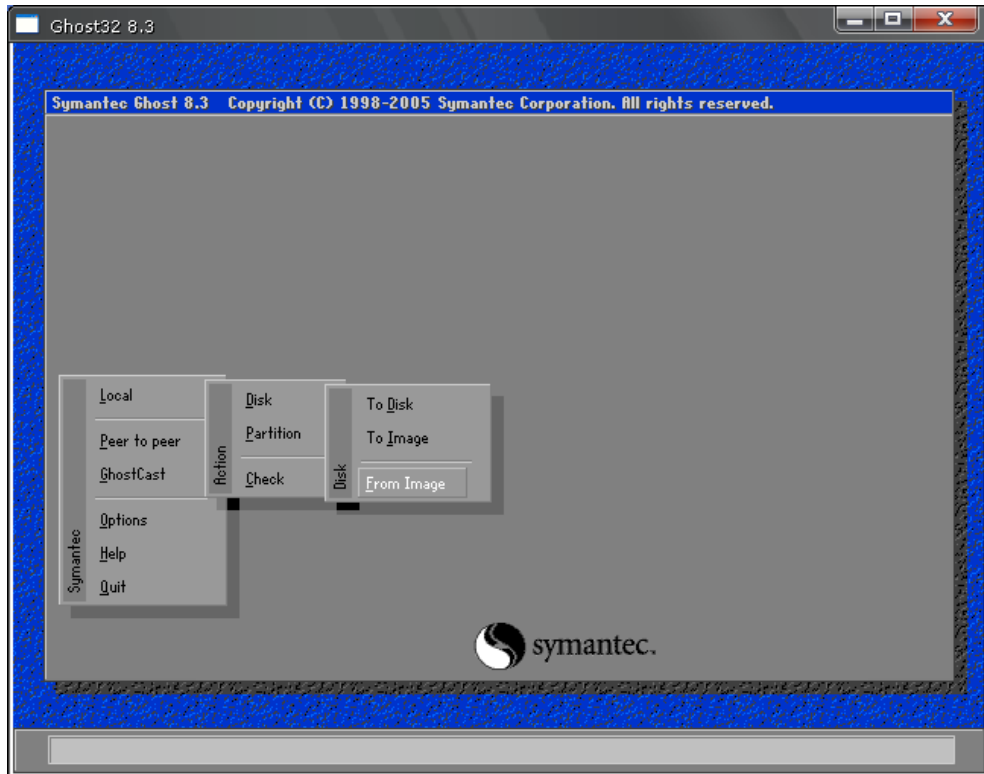 Ghost32 8.3
Symantec Ghost 8.3 Copyright (C) 1998-2005 Symantec Corporation. All rights reserved.
Symantec
Local
Peer to peer
GhostCast
Options
Help
Quit
Action
Disk
Partition
Check
Disk
To Disk
To Image
From Image
symantec.